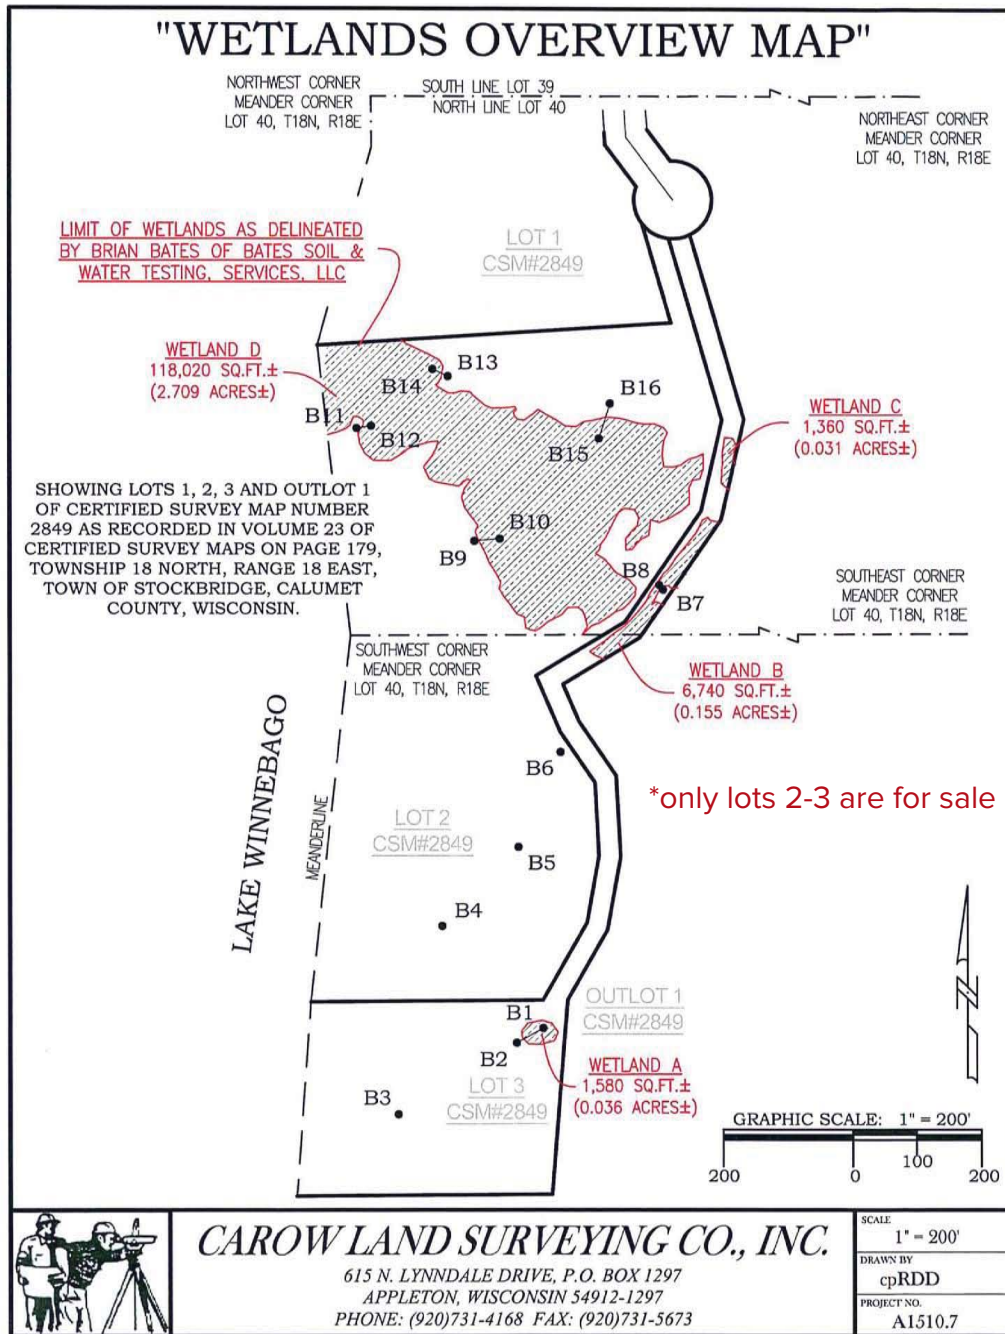 "WETLANDS OVERVIEW MAP"
NORTHWEST CORNER
MEANDER CORNER
LOT 40, T18N, R18E
SOUTH LINE LOT 39
NORTH LINE LOT 40
NORTHEAST CORNER
MEANDER CORNER
LOT 40, T18N, R18E
LIMIT OF WETLANDS AS DELINEATED
BY BRIAN BATES OF BATES SOIL &
WATER TESTING, SERVICES, LLC
LOT 1
CSM#2849
WETLAND D
118,020 SQ.FT.±
(2.709 ACRES±)
B13
B14
B16
B11
B12
B15
WETLAND C
1,360 SQ.FT.±
(0.031 ACRES±)
SHOWING LOTS 1, 2, 3 AND OUTLOT 1
OF CERTIFIED SURVEY MAP NUMBER
2849 AS RECORDED IN VOLUME 23 OF
CERTIFIED SURVEY MAPS ON PAGE 179,
TOWNSHIP 18 NORTH, RANGE 18 EAST,
TOWN OF STOCKBRIDGE, CALUMET
COUNTY, WISCONSIN.
B10
B9
B8
B7
SOUTHEAST CORNER
MEANDER CORNER
LOT 40, T18N, R18E
SOUTHWEST CORNER
MEANDER CORNER
LOT 40, T18N, R18E
WETLAND B
6,740 SQ.FT.±
(0.155 ACRES±)
LAKE WINNEBAGO
MEANDERLINE
B6
*only lots 2-3 are for sale
LOT 2
CSM#2849
B5
B4
OUTLOT 1
CSM#2849
B1
B2
WETLAND A
1,580 SQ.FT.±
(0.036 ACRES±)
LOT 3
CSM#2849
B3
N
GRAPHIC SCALE: 1" = 200'
200 0 100 200
CAROW LAND SURVEYING CO., INC.
615 N. LYNNDALE DRIVE, P.O. BOX 1297
APPLETON, WISCONSIN 54912-1297
PHONE: (920)731-4168 FAX: (920)731-5673
SCALE
1" = 200'
DRAWN BY
cpRDD
PROJECT NO.
A1510.7